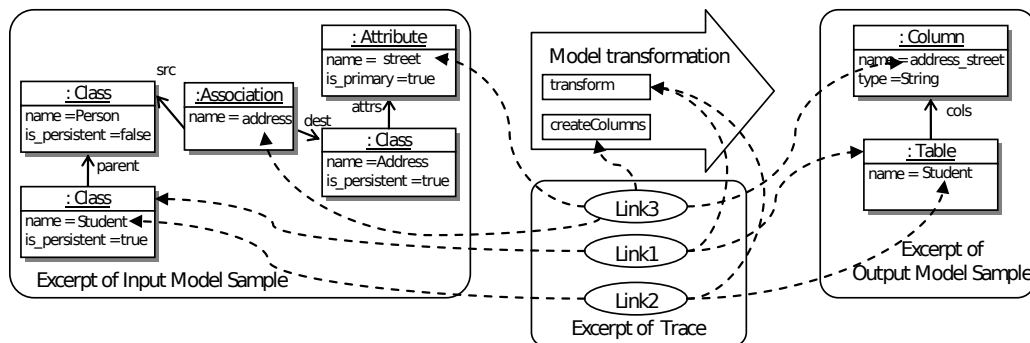 : Attribute
name = street
is_primary =true
attrs
src
: Class
name =Person
is_persistent =false
:Association
name = address
dest
: Class
name =Address
is_persistent =true
parent
: Class
name = Student
is_persistent =true
Excerpt of Input Model Sample
Model transformation
transform
createColumns
Link3
Link1
Link2
Excerpt of Trace
: Column
name = address_street
type =String
cols
: Table
name = Student
Excerpt of
Output Model Sample